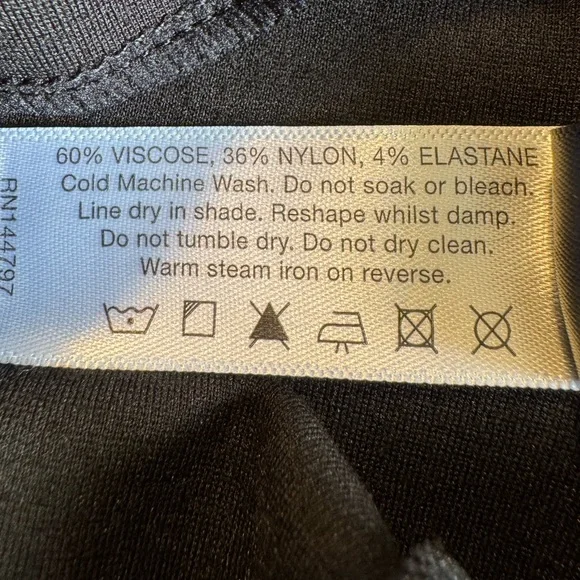 60% VISCOSE, 36% NYLON, 4% ELASTANE
Cold Machine Wash. Do not soak or bleach.
Line dry in shade. Reshape whilst damp.
Do not tumble dry. Do not dry clean.
Warm steam iron on reverse.
RN144797